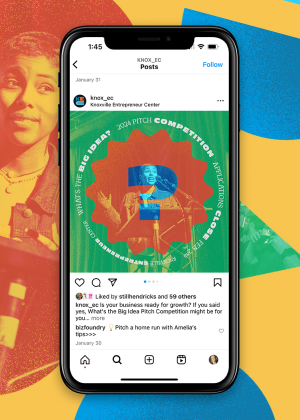 1:45
KNOX_EC
Posts
Follow
January 31
knox_ec
Knoxville Entrepreneur Center
WHAT'S THE BIG IDEA? 2024 PITCH COMPETITION APPLICATIONS CLOSE
ENTREPRENEUR CENTER
Liked by stillhendricks and 59 others
knox_ec Is your business ready for growth? If you said
yes, What's the Big Idea Pitch Competition might be for
you... more
bizfoundry 💡 Pitch a home run with Amelia's
tips>>>
January 30